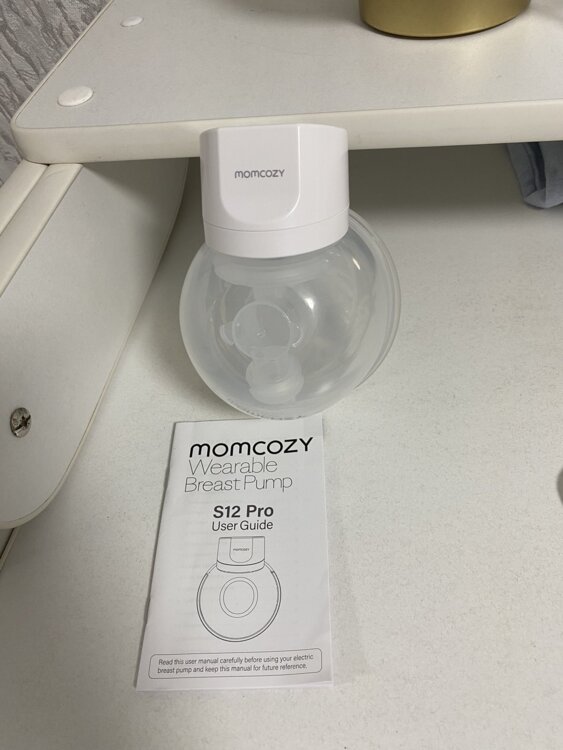 momcozy
momcozy
Wearable
Breast Pump
S12 Pro
User Guide
momcozy
Read this user manual carefully before using your electric
breast pump and keep this manual for future reference.